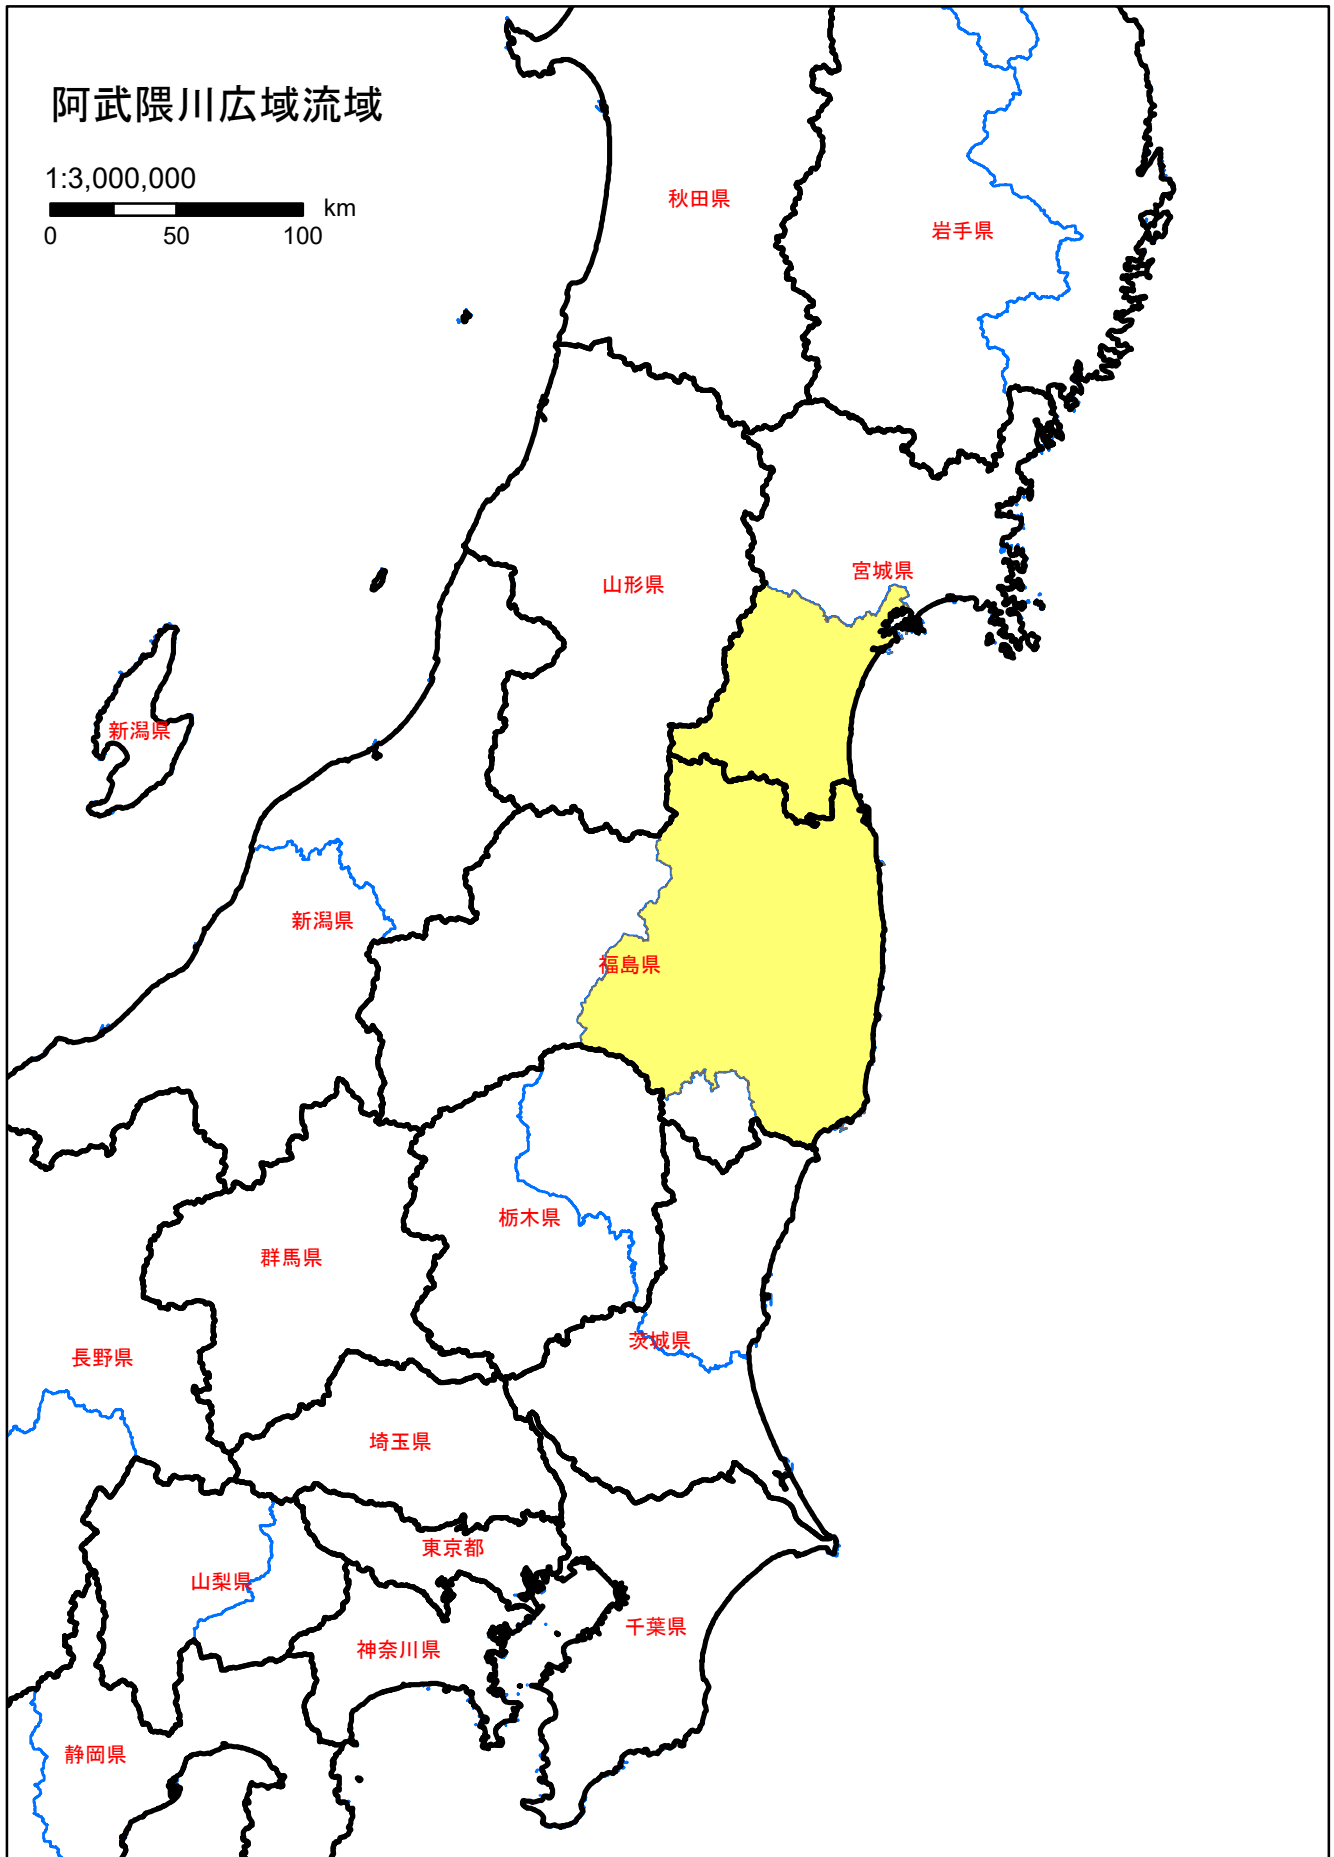 阿武隈川広域流域
1:3,000,000
km
0 50 100
秋田県
岩手県
宮城県
山形県
新潟県
新潟県
福島県
栃木県
群馬県
茨城県
長野県
埼玉県
東京都
山梨県
千葉県
神奈川県
静岡県